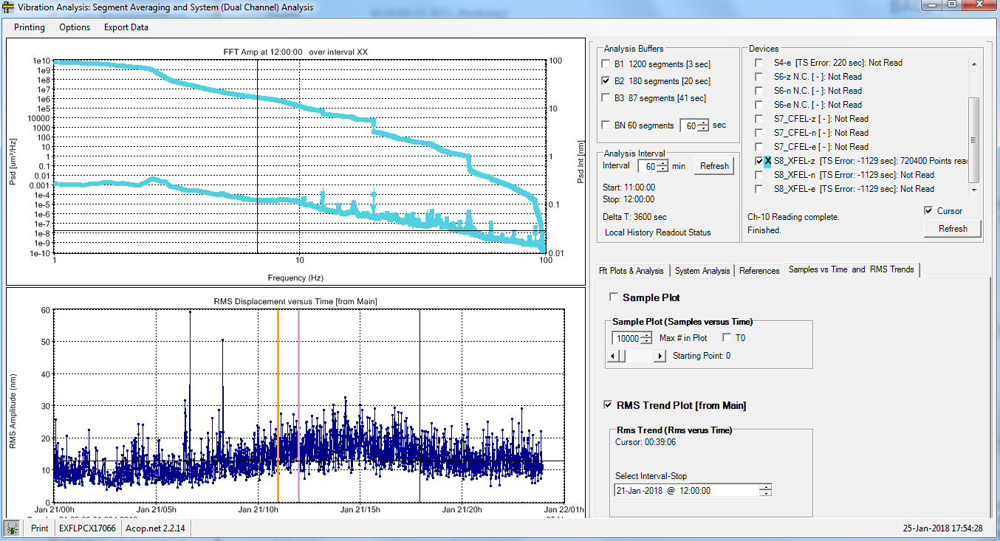 Vibration Analysis: Segment Averaging and System (Dual Channel) Analysis
Printing Options Export Data
FFT Amp at 12:00:00 over interval XX
1e10
1e9
1e8
1e7
1e6
1e5
10000
1000
100
10
1
0.1
0.01
0.001
1e-4
1e-5
1e-6
1e-7
1e-8
1e-9
1e-10
Psd [um²/Hz]
100
10
1
0.1
0.01
Psd Int [nm]
1 10 100
Frequency (Hz)
RMS Displacement versus Time [from Main]
60
50
40
30
20
10
0
RMS Amplitude (nm)
Jan 21/00h Jan 21/05h Jan 21/10h Jan 21/15h Jan 21/20h Jan 22/01h
Analysis Buffers
B1 1200 segments [3 sec]
B2 180 segments [20 sec]
B3 87 segments [41 sec]
BN 60 segments 60 sec
Analysis Interval
Interval 60 min Refresh
Start: 11:00:00
Stop: 12:00:00
Delta T: 3600 sec
Local History Readout Status
Devices
S4-e [TS Error: 220 sec]: Not Read
S6-z N.C. [ - ]: Not Read
S6-n N.C. [ - ]: Not Read
S6-e N.C. [ - ]: Not Read
S7_CFEL-z [ - ]: Not Read
S7_CFEL-n [ - ]: Not Read
S7_CFEL-e [ - ]: Not Read
X S8_XFEL-z [TS Error: -1129 sec]: 720400 Points read
S8_XFEL-n [TS Error: -1129 sec]: Not Read
S8_XFEL-e [TS Error: -1129 sec]: Not Read
Cursor
Ch-10 Reading complete.
Finished.
Refresh
Fft Plots & Analysis System Analysis References Samples vs Time and RMS Trends
Sample Plot
Sample Plot (Samples versus Time)
10000 Max # in Plot T0
Starting Point: 0
RMS Trend Plot [from Main]
Rms Trend (Rms verus Time)
Cursor: 00:39:06
Select Interval-Stop
21-Jan -2018 @ 12:00:00
Print EXFLPCX17066 Acop.net 2.2.14 25-Jan-2018 17:54:28